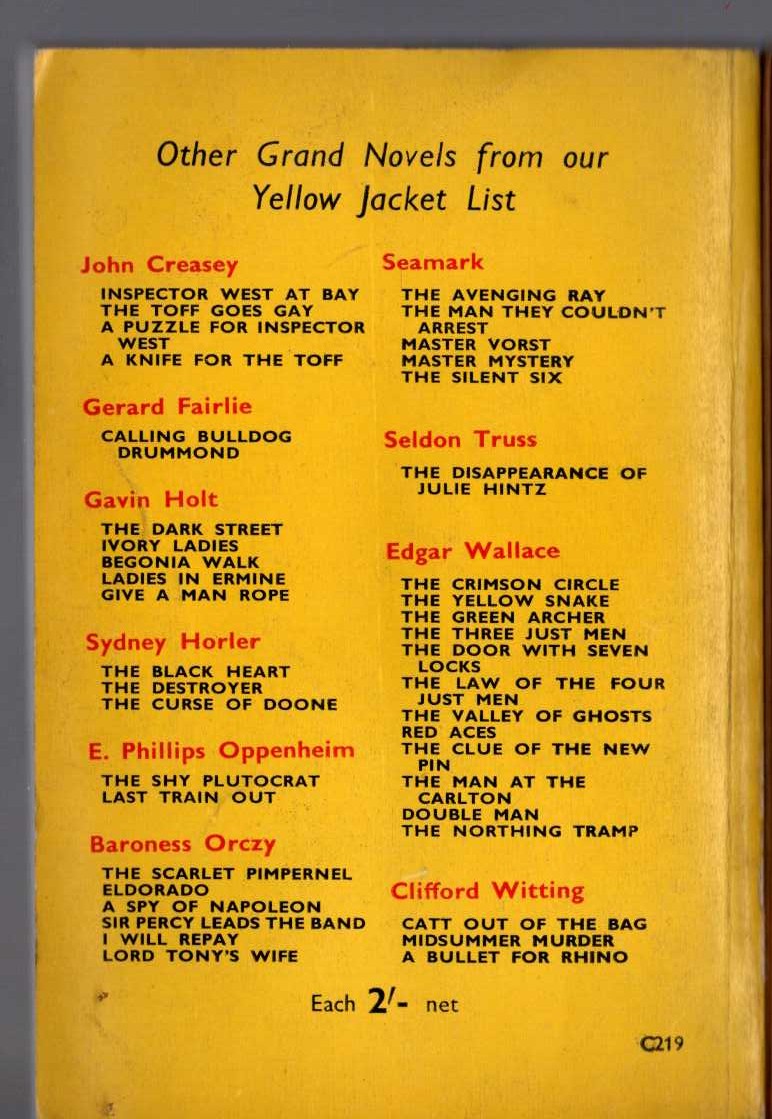 Other Grand Novels from our
Yellow Jacket List
John Creasey
INSPECTOR WEST AT BAY
THE TOFF GOES GAY
A PUZZLE FOR INSPECTOR
WEST
A KNIFE FOR THE TOFF
Gerard Fairlie
CALLING BULLDOG
DRUMMOND
Gavin Holt
THE DARK STREET
IVORY LADIES
BEGONIA WALK
LADIES IN ERMINE
GIVE A MAN ROPE
Sydney Horler
THE BLACK HEART
THE DESTROYER
THE CURSE OF DOONE
E. Phillips Oppenheim
THE SHY PLUTOCRAT
LAST TRAIN OUT
Baroness Orczy
THE SCARLET PIMPERNEL
ELDORADO
A SPY OF NAPOLEON
SIR PERCY LEADS THE BAND
I WILL REPAY
LORD TONY'S WIFE
Seamark
THE AVENGING RAY
THE MAN THEY COULDN'T
ARREST
MASTER VORST
MASTER MYSTERY
THE SILENT SIX
Seldon Truss
THE DISAPPEARANCE OF
JULIE HINTZ
Edgar Wallace
THE CRIMSON CIRCLE
THE YELLOW SNAKE
THE GREEN ARCHER
THE THREE JUST MEN
THE DOOR WITH SEVEN
LOCKS
THE LAW OF THE FOUR
JUST MEN
THE VALLEY OF GHOSTS
RED ACES
THE CLUE OF THE NEW
PIN
THE MAN AT THE
CARLTON
DOUBLE MAN
THE NORTHING TRAMP
Clifford Witting
CATT OUT OF THE BAG
MIDSUMMER MURDER
A BULLET FOR RHINO
Each 2/- net
C219